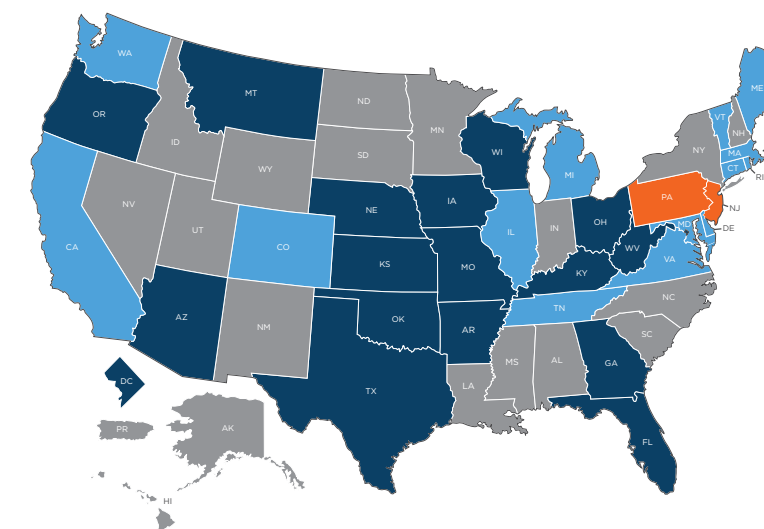 WA
ME
MT
VT
ND
OR
MN
NH
NY
MA
ID
WI
SD
CT
WY
MI
RI
PA
NV
NE
IA
NJ
OH
MD
DE
UT
IL
IN
CA
CO
WV
VA
KS
MO
KY
NC
TN
AZ
OK
NM
AR
SC
MS
AL
GA
DC
TX
LA
PR
AK
FL
HI